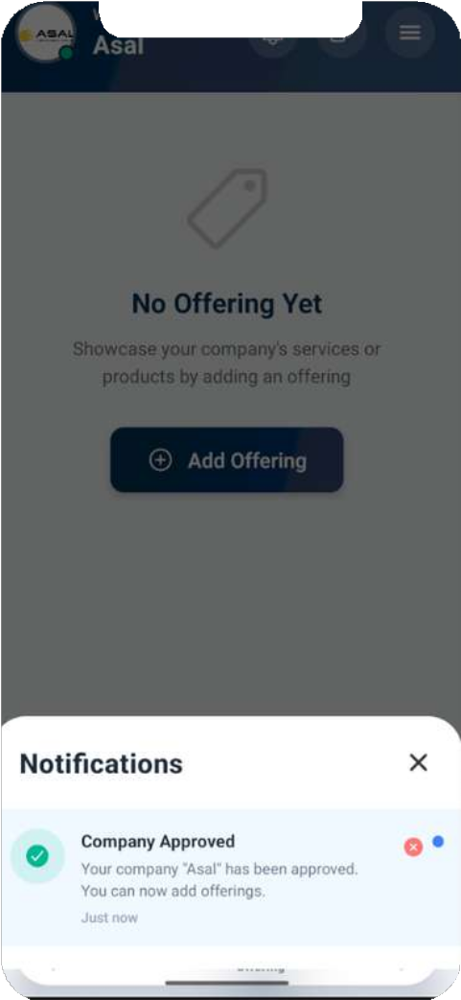 ASAL
Asal
No Offering Yet
Showcase your company's services or
products by adding an offering
Add Offering
Notifications
Company Approved
Your company "Asal" has been approved.
You can now add offerings.
Just now